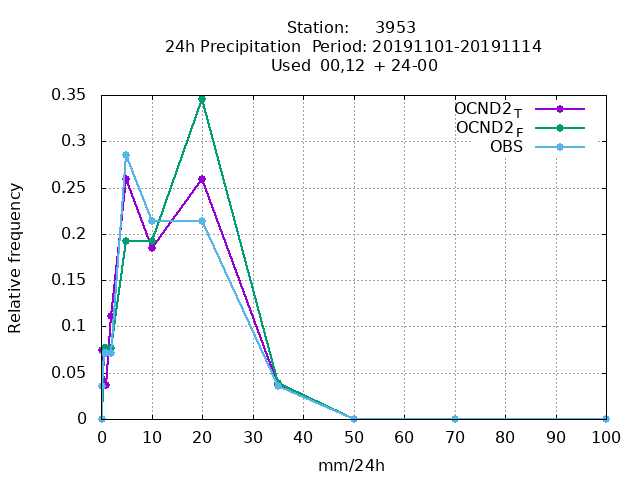 Station: 3953
24h Precipitation Period: 20191101-20191114
Used 00,12 + 24-00
OCND2T
OCND2F
OBS
Relative frequency
0.35
0.3
0.25
0.2
0.15
0.1
0.05
0
0 10 20 30 40 50 60 70 80 90 100
mm/24h